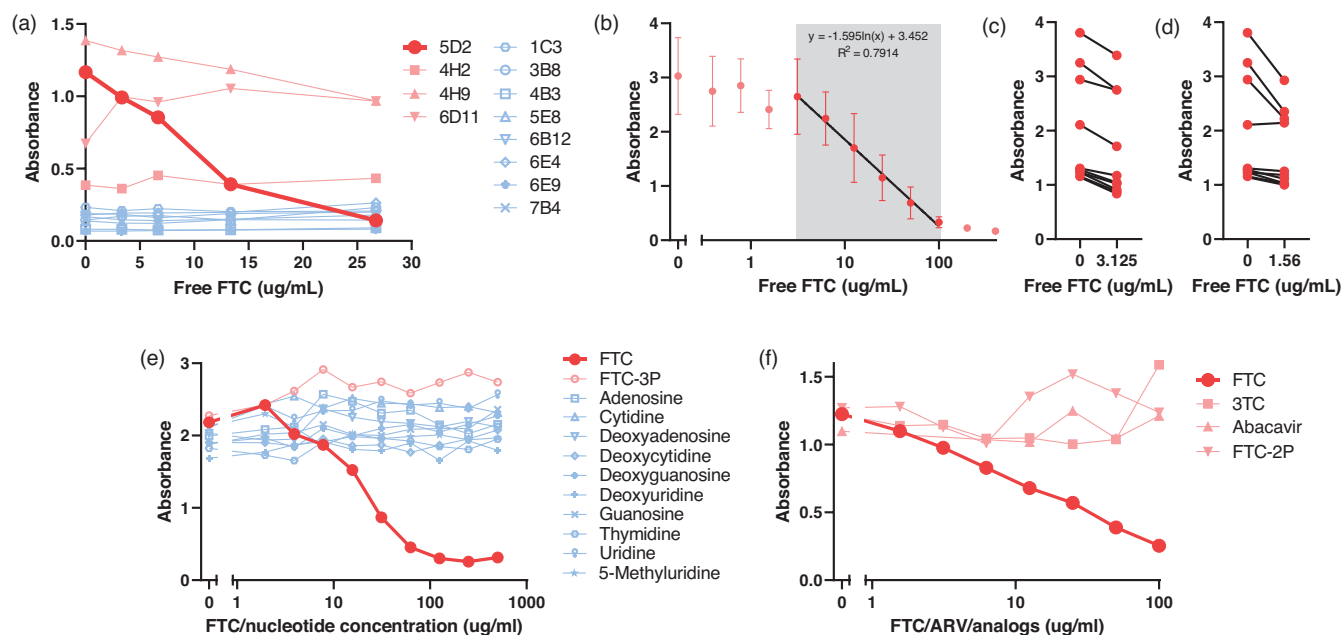 (a)
1.5
1.0
0.5
0.0
Absorbance
0 5 10 15 20 25 30
Free FTC (ug/mL)
5D2
4H2
4H9
6D11
1C3
3B8
4B3
5E8
6B12
6E4
6E9
7B4
(b)
4
3
2
1
0
Absorbance
y = -1.595ln(x) + 3.452
R² = 0.7914
0 1 10 100
Free FTC (ug/mL)
(c)
4
3
2
1
0
Absorbance
0 3.125
Free FTC (ug/mL)
(d)
4
3
2
1
0
Absorbance
0 1.56
Free FTC (ug/mL)
(e)
3
2
1
0
Absorbance
0 1 10 100 1000
FTC/nucleotide concentration (ug/ml)
FTC
FTC-3P
Adenosine
Cytidine
Deoxyadenosine
Deoxycytidine
Deoxyguanosine
Deoxyuridine
Guanosine
Thymidine
Uridine
5-Methyluridine
(f)
1.5
1.0
0.5
0.0
Absorbance
0 1 10 100
FTC/ARV/analogs (ug/ml)
FTC
3TC
Abacavir
FTC-2P